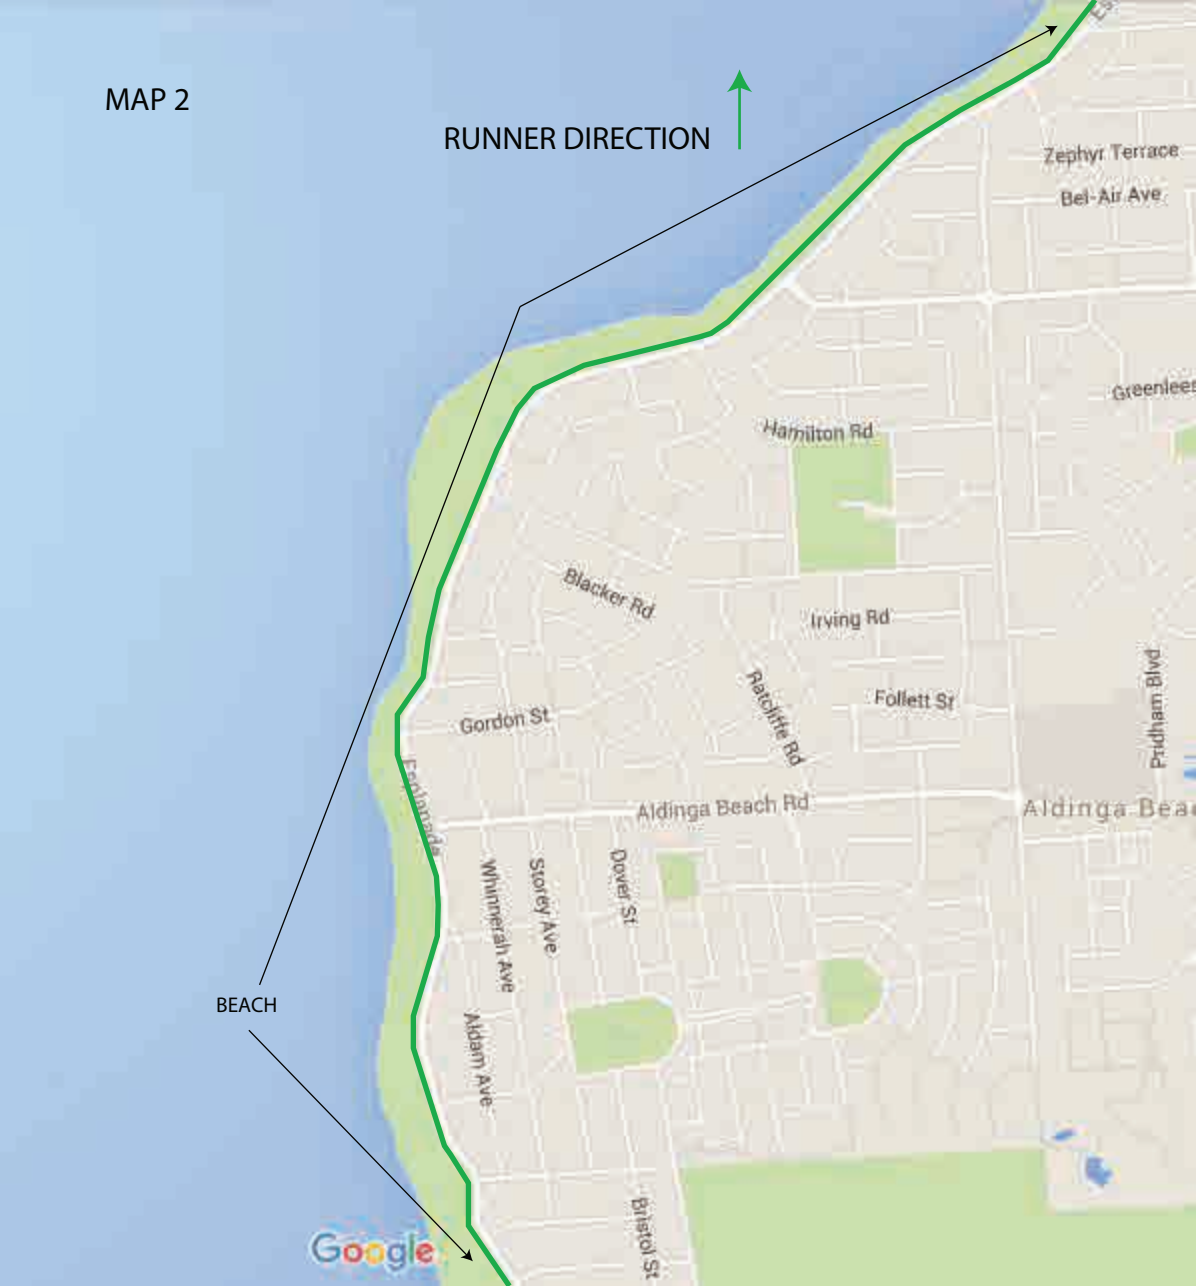 Es
MAP 2
RUNNER DIRECTION
Zephyr Terrace
Bel-Air Ave
Greenlees
Hamilton Rd
Blacker Rd
Irving Rd
Ratcliffe Rd
Follett St
Pridham Blvd
Gordon St
Esplanade
Aldinga Beach Rd
Aldinga Beac
Whinnerah Ave
Storey Ave
Dover St
BEACH
Aldam Ave
Bristol St
Google